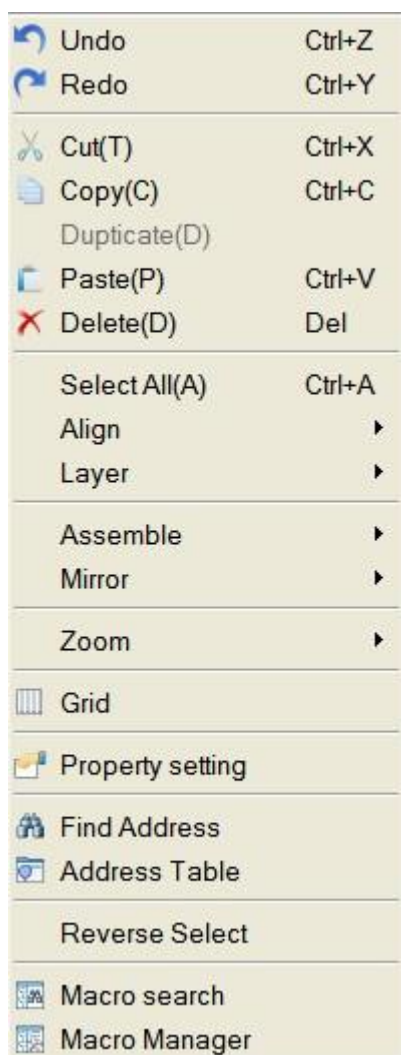 Undo Ctrl+Z
Redo Ctrl+Y
Cut(T) Ctrl+X
Copy(C) Ctrl+C
Dupticate(D)
Paste(P) Ctrl+V
Delete(D) Del
Select All(A) Ctrl+A
Align
Layer
Assemble
Mirror
Zoom
Grid
Property setting
Find Address
Address Table
Reverse Select
Macro search
Macro Manager